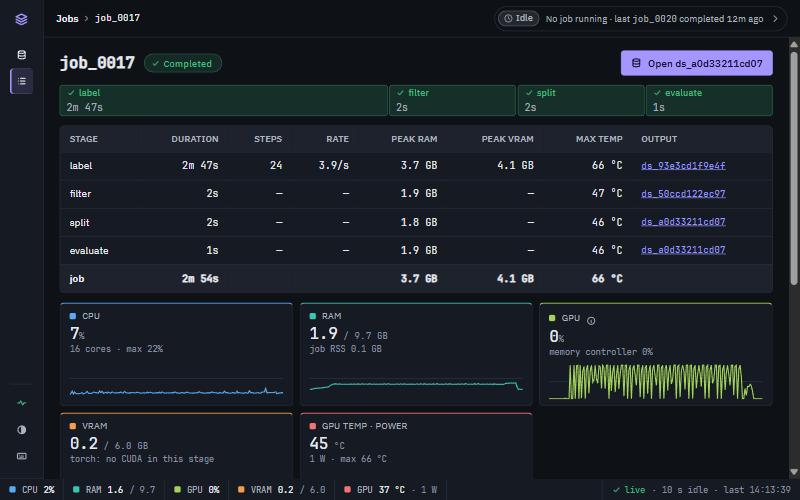 Jobs › job_0017
Idle No job running · last job_0020 completed 12m ago
job_0017 Completed
Open ds_a0d33211cd07
label filter split evaluate
2m 47s 2s 2s 1s
STAGE DURATION STEPS RATE PEAK RAM PEAK VRAM MAX TEMP OUTPUT
label 2m 47s 24 3.9/s 3.7 GB 4.1 GB 66 °C ds_93e3cd1f9e4f
filter 2s — — 1.9 GB — 47 °C ds_50ccd122ec97
split 2s — — 1.8 GB — 46 °C ds_a0d33211cd07
evaluate 1s — — 1.9 GB — 46 °C ds_a0d33211cd07
job 2m 54s 3.7 GB 4.1 GB 66 °C
CPU
7%
16 cores · max 22%
RAM
1.9 / 9.7 GB
job RSS 0.1 GB
GPU
0%
memory controller 0%
VRAM
0.2 / 6.0 GB
torch: no CUDA in this stage
GPU TEMP · POWER
45 °C
1 W · max 66 °C
CPU 2% RAM 1.6 / 9.7 GPU 0% VRAM 0.2 / 6.0 GPU 37 °C · 1 W live · 10 s idle · last 14:13:39